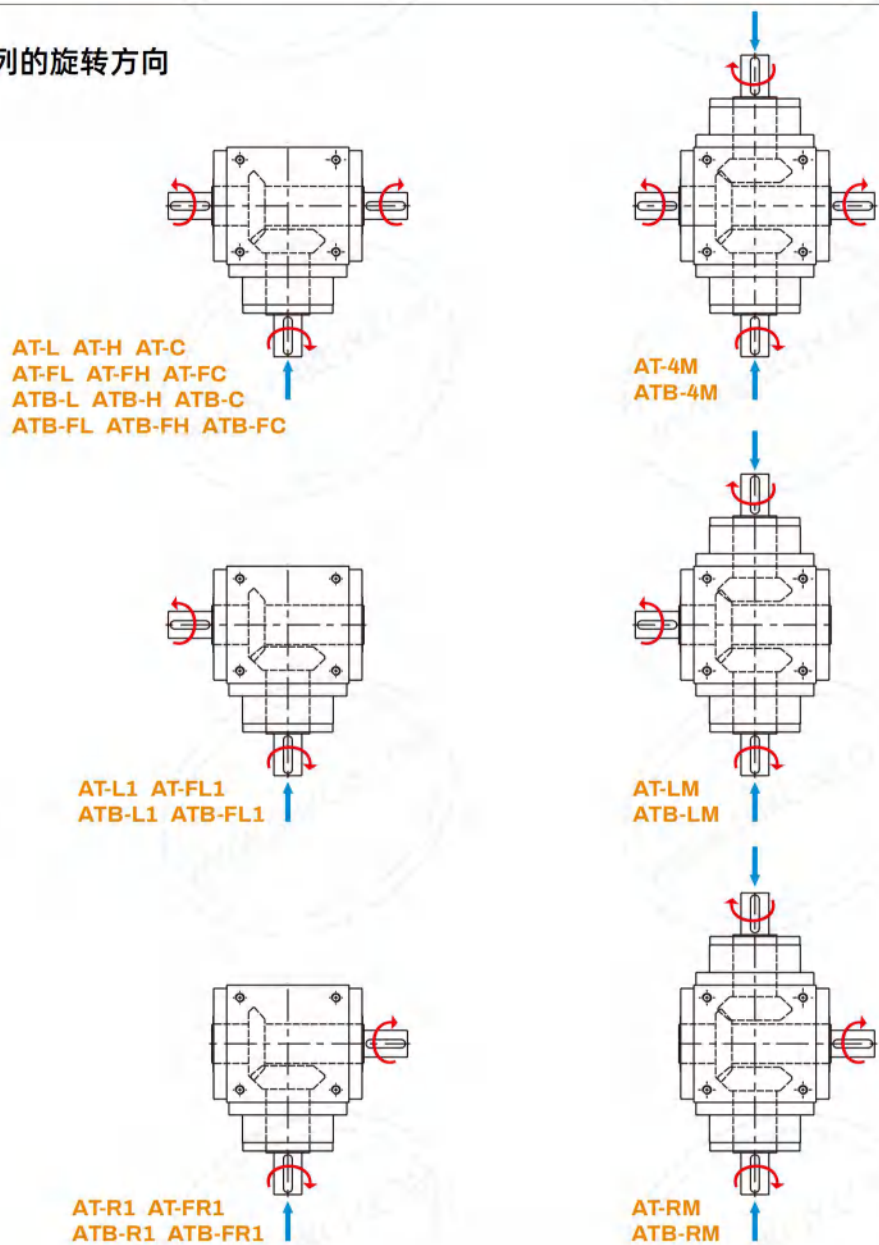 列的旋转方向
AT-L AT-H AT-C
AT-FL AT-FH AT-FC
ATB-L ATB-H ATB-C
ATB-FL ATB-FH ATB-FC
AT-4M
ATB-4M
AT-L1 AT-FL1
ATB-L1 ATB-FL1
AT-LM
ATB-LM
AT-R1 AT-FR1
ATB-R1 ATB-FR1
AT-RM
ATB-RM